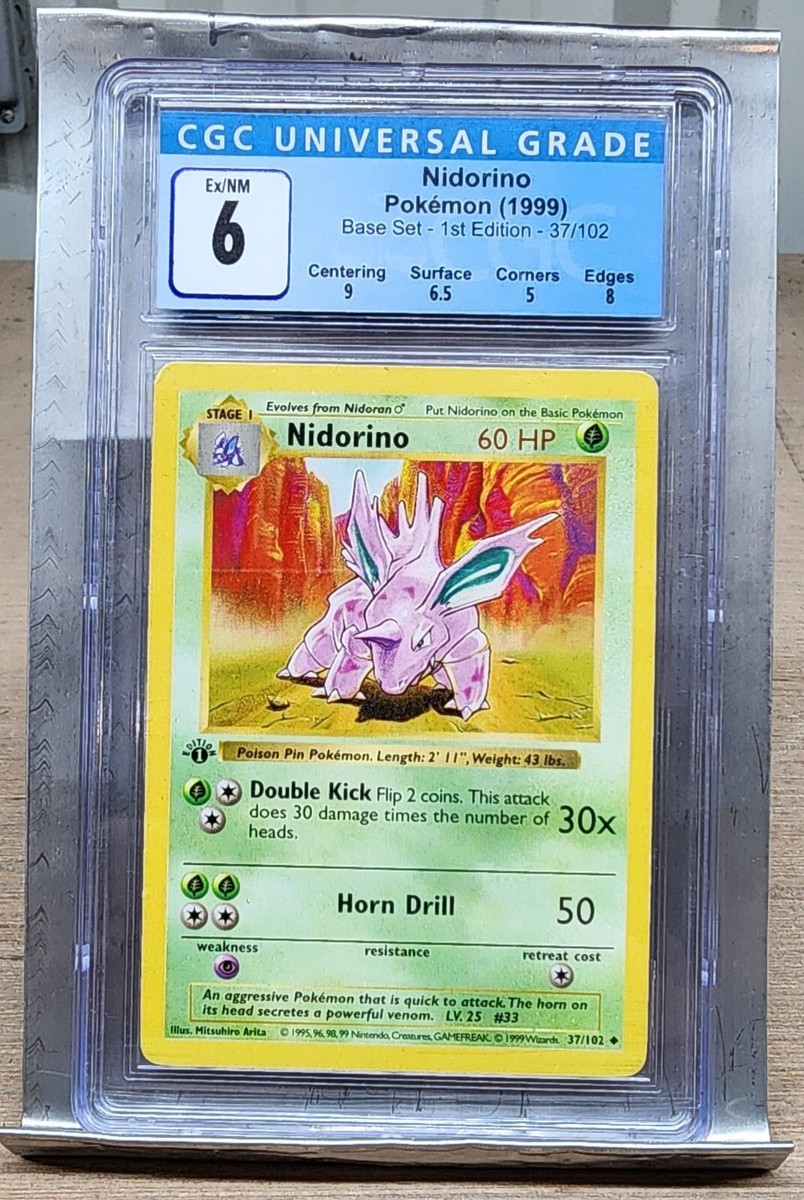 CGC UNIVERSAL GRADE
Ex/NM
6
Nidorino
Pokémon (1999)
Base Set - 1st Edition - 37/102
Centering Surface Corners Edges
9 6.5 5 8
STAGE 1 Evolves from Nidoran♂ Put Nidorino on the Basic Pokémon
Nidorino 60 HP
EDITION
1
Poison Pin Pokémon. Length: 2' 11", Weight: 43 lbs.
Double Kick Flip 2 coins. This attack
does 30 damage times the number of
heads.
30x
Horn Drill 50
weakness resistance retreat cost
An aggressive Pokémon that is quick to attack. The horn on
its head secretes a powerful venom. LV. 25 #33
Illus. Mitsuhiro Arita © 1995, 96, 98, 99 Nintendo, Creatures, GAMEFREAK. © 1999 Wizards. 37/102 ◆